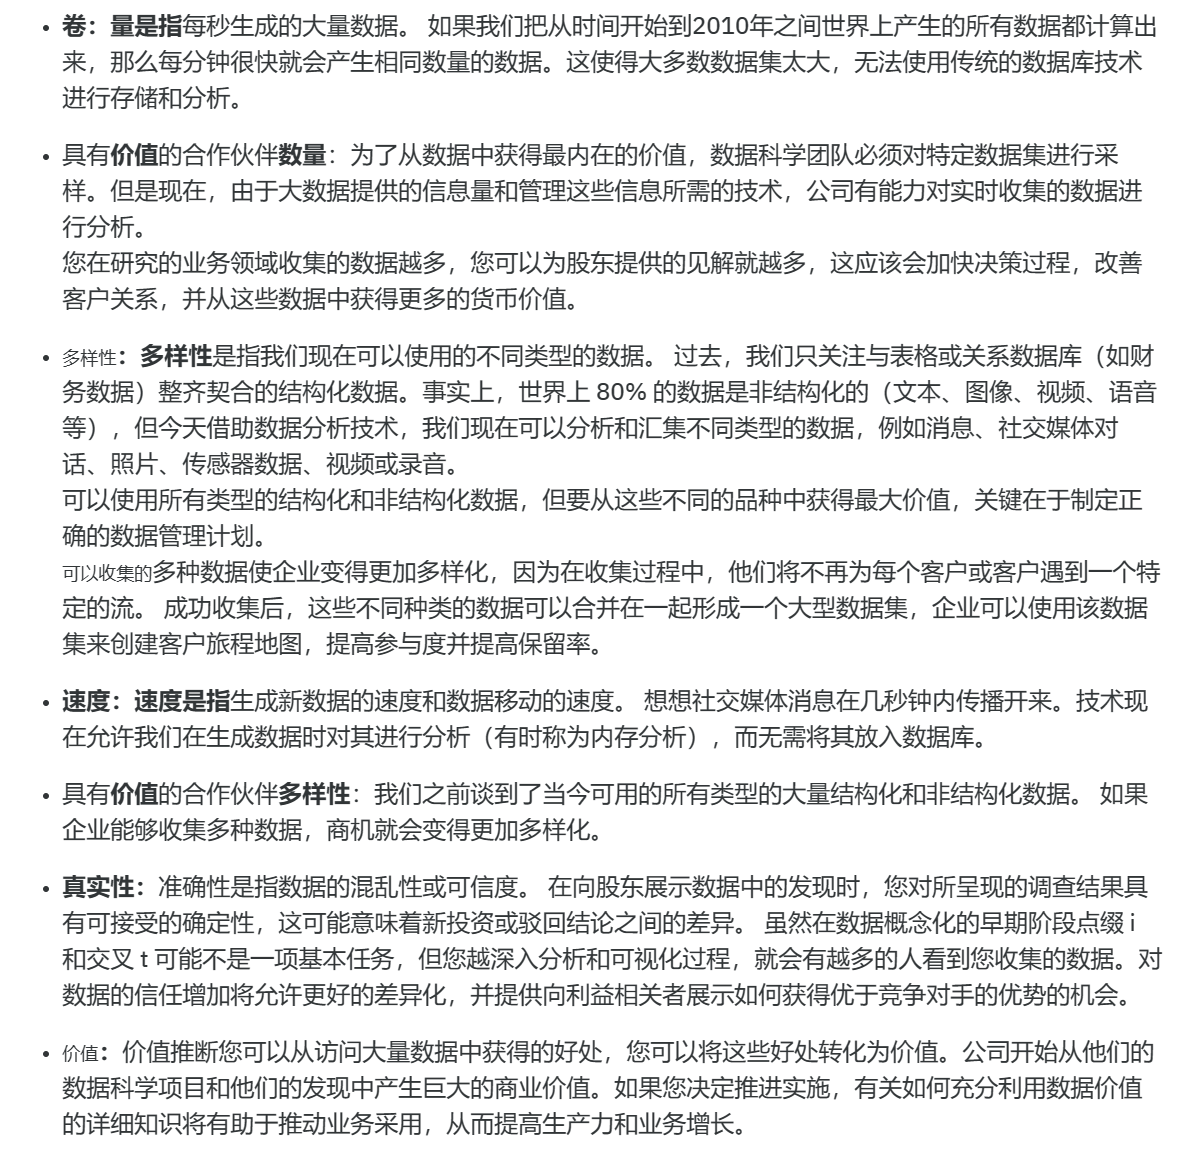 • 卷：量是指每秒生成的大量数据。 如果我们把从时间开始到2010年之间世界上产生的所有数据都计算出
来，那么每分钟很快就会产生相同数量的数据。这使得大多数数据集太大，无法使用传统的数据库技术
进行存储和分析。
• 具有价值的合作伙伴数量：为了从数据中获得最内在的价值，数据科学团队必须对特定数据集进行采
样。但是现在，由于大数据提供的信息量和管理这些信息所需的技术，公司有能力对实时收集的数据进
行分析。
您在研究的业务领域收集的数据越多，您可以为股东提供的见解就越多，这应该会加快决策过程，改善
客户关系，并从这些数据中获得更多的货币价值。
• 多样性：多样性是指我们现在可以使用的不同类型的数据。 过去，我们只关注与表格或关系数据库（如财
务数据）整齐契合的结构化数据。事实上，世界上 80% 的数据是非结构化的（文本、图像、视频、语音
等），但今天借助数据分析技术，我们现在可以分析和汇集不同类型的数据，例如消息、社交媒体对
话、照片、传感器数据、视频或录音。
可以使用所有类型的结构化和非结构化数据，但要从这些不同的品种中获得最大价值，关键在于制定正
确的数据管理计划。
可以收集的多种数据使企业变得更加多样化，因为在收集过程中，他们将不再为每个客户或客户遇到一个特
定的流。 成功收集后，这些不同种类的数据可以合并在一起形成一个大型数据集，企业可以使用该数据
集来创建客户旅程地图，提高参与度并提高保留率。
• 速度：速度是指生成新数据的速度和数据移动的速度。 想想社交媒体消息在几秒钟内传播开来。技术现
在允许我们在生成数据时对其进行分析（有时称为内存分析），而无需将其放入数据库。
• 具有价值的合作伙伴多样性：我们之前谈到了当今可用的所有类型的大量结构化和非结构化数据。 如果
企业能够收集多种数据，商机就会变得更加多样化。
• 真实性：准确性是指数据的混乱性或可信度。 在向股东展示数据中的发现时，您对所呈现的调查结果具
有可接受的确定性，这可能意味着新投资或驳回结论之间的差异。 虽然在数据概念化的早期阶段点缀 i
和交叉 t 可能不是一项基本任务，但您越深入分析和可视化过程，就会有越多的人看到您收集的数据。对
数据的信任增加将允许更好的差异化，并提供向利益相关者展示如何获得优于竞争对手的优势的机会。
• 价值：价值推断您可以从访问大量数据中获得的好处，您可以将这些好处转化为价值。公司开始从他们的
数据科学项目和他们的发现中产生巨大的商业价值。如果您决定推进实施，有关如何充分利用数据价值
的详细知识将有助于推动业务采用，从而提高生产力和业务增长。